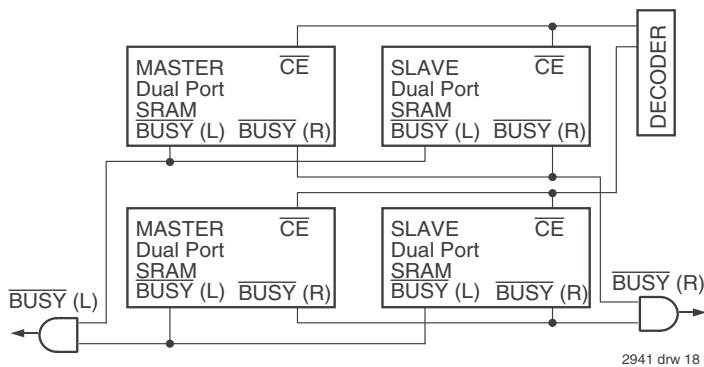 MASTER
Dual Port
SRAM
BUSY (L)
CE
BUSY (R)
SLAVE
Dual Port
SRAM
BUSY (L)
CE
BUSY (R)
DECODER
MASTER
Dual Port
SRAM
BUSY (L)
CE
BUSY (R)
SLAVE
Dual Port
SRAM
BUSY (L)
CE
BUSY (R)
BUSY (L)
BUSY (R)
2941 drw 18